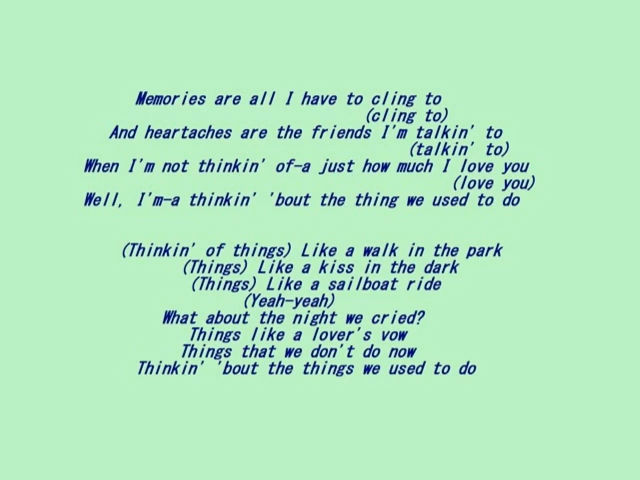 Memories are all I have to cling to
(cling to)
And heartaches are the friends I'm talkin' to
(talkin' to)
When I'm not thinkin' of-a just how much I love you
(love you)
Well, I'm-a thinkin' 'bout the thing we used to do
(Thinkin' of things) Like a walk in the park
(Things) Like a kiss in the dark
(Things) Like a sailboat ride
(Yeah-yeah)
What about the night we cried?
Things like a lover's vow
Things that we don't do now
Thinkin' 'bout the things we used to do